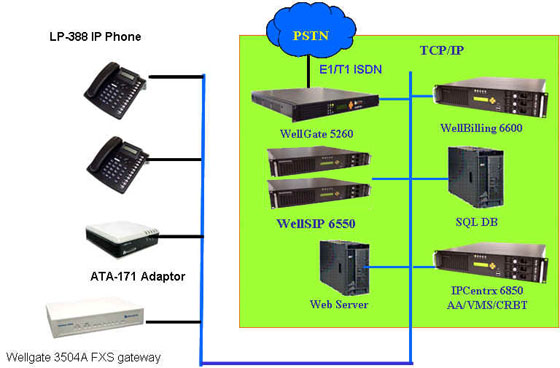 LP-388 IP Phone
PSTN
TCP/IP
E1/T1 ISDN
WellGate 5260
WellBilling 6600
WellSIP 6550
SQL DB
ATA-171 Adaptor
Web Server
IPCentrx 6850
AA/VMS/CRBT
Wellgate 3504A FXS gateway